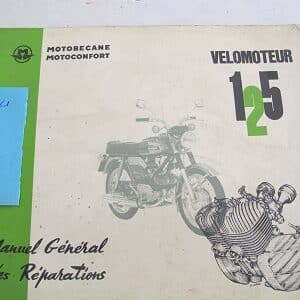 MOTOBECANE
MOTOCONFORT
VELOMOTEUR
125
Manuel Général
des Réparations